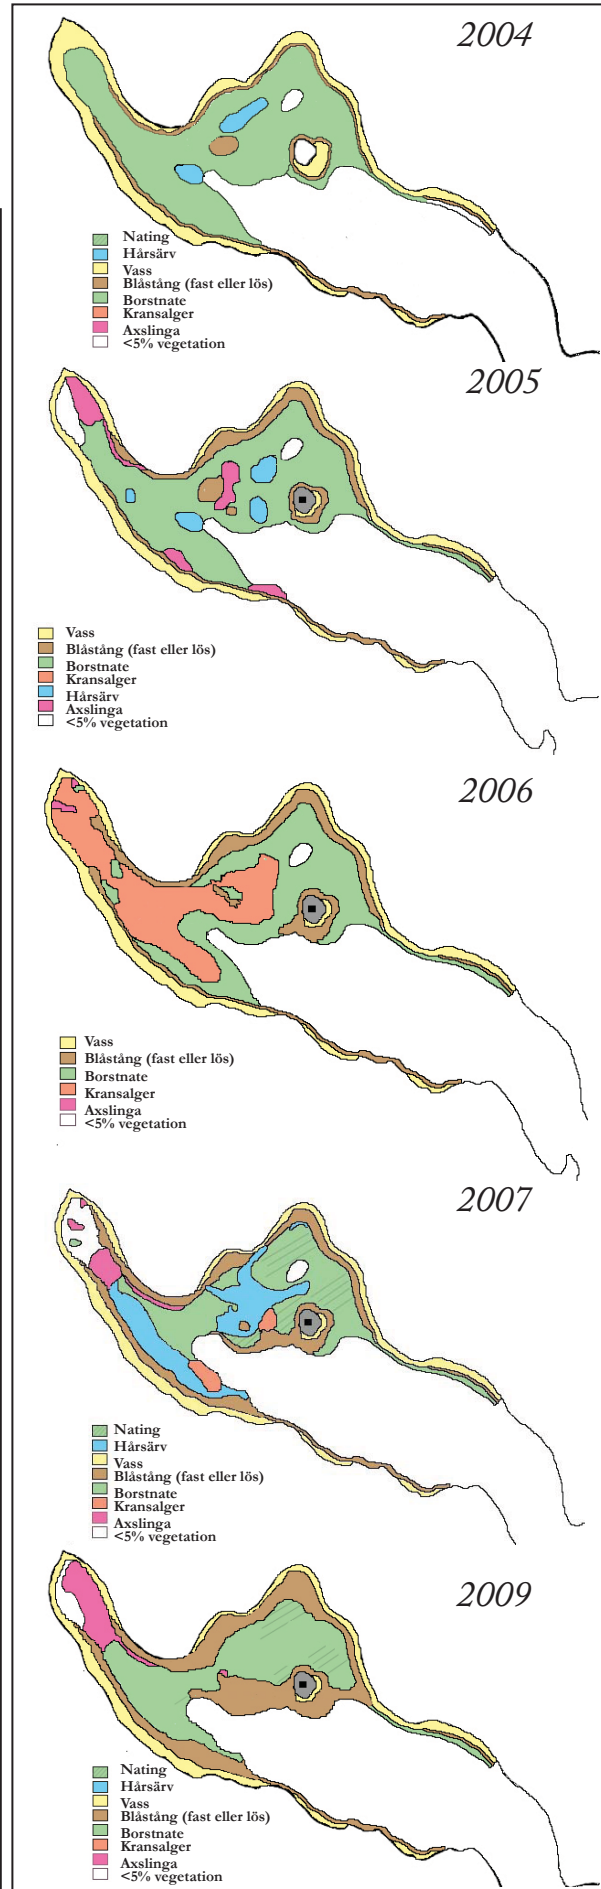 2004
Nating
Hårsärv
Vass
Blåstång (fast eller lös)
Borstnate
Kransalger
Axslinga
<5% vegetation
2005
Vass
Blåstång (fast eller lös)
Borstnate
Kransalger
Hårsärv
Axslinga
<5% vegetation
2006
Vass
Blåstång (fast eller lös)
Borstnate
Kransalger
Axslinga
<5% vegetation
2007
Nating
Hårsärv
Vass
Blåstång (fast eller lös)
Borstnate
Kransalger
Axslinga
<5% vegetation
2009
Nating
Hårsärv
Vass
Blåstång (fast eller lös)
Borstnate
Kransalger
Axslinga
<5% vegetation